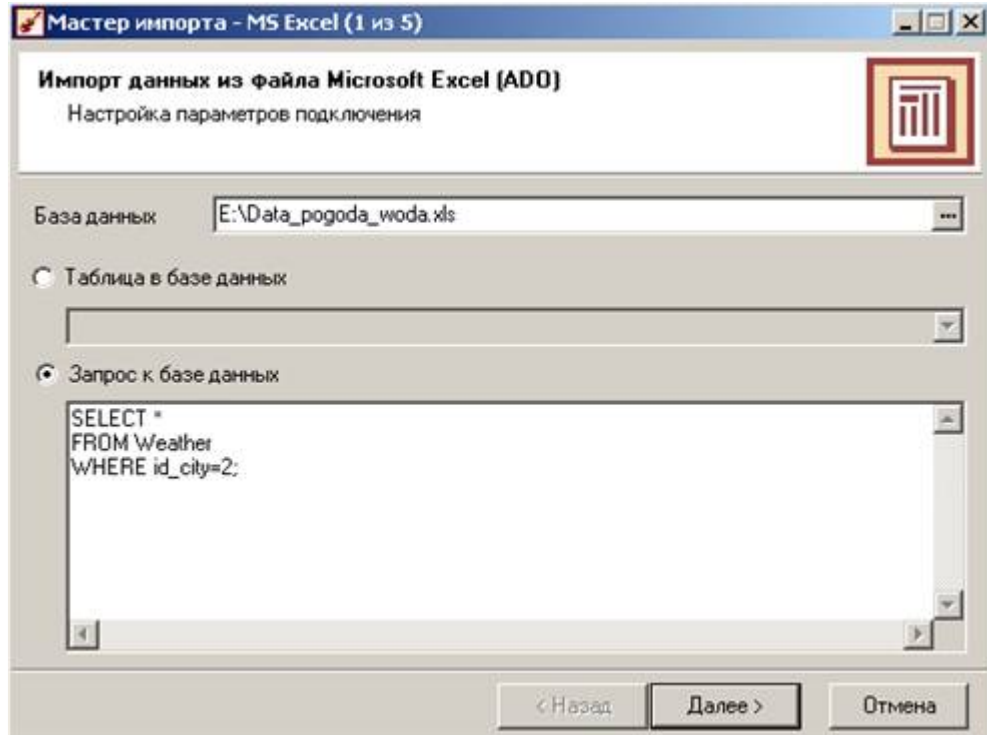 Мастер импорта - MS Excel (1 из 5)
Импорт данных из файла Microsoft Excel (ADO)
Настройка параметров подключения
База данных E:\Data_pogoda_woda.xls ...
Таблица в базе данных
Запрос к базе данных
SELECT *
FROM Weather
WHERE id_city=2;
< Назад Далее > Отмена